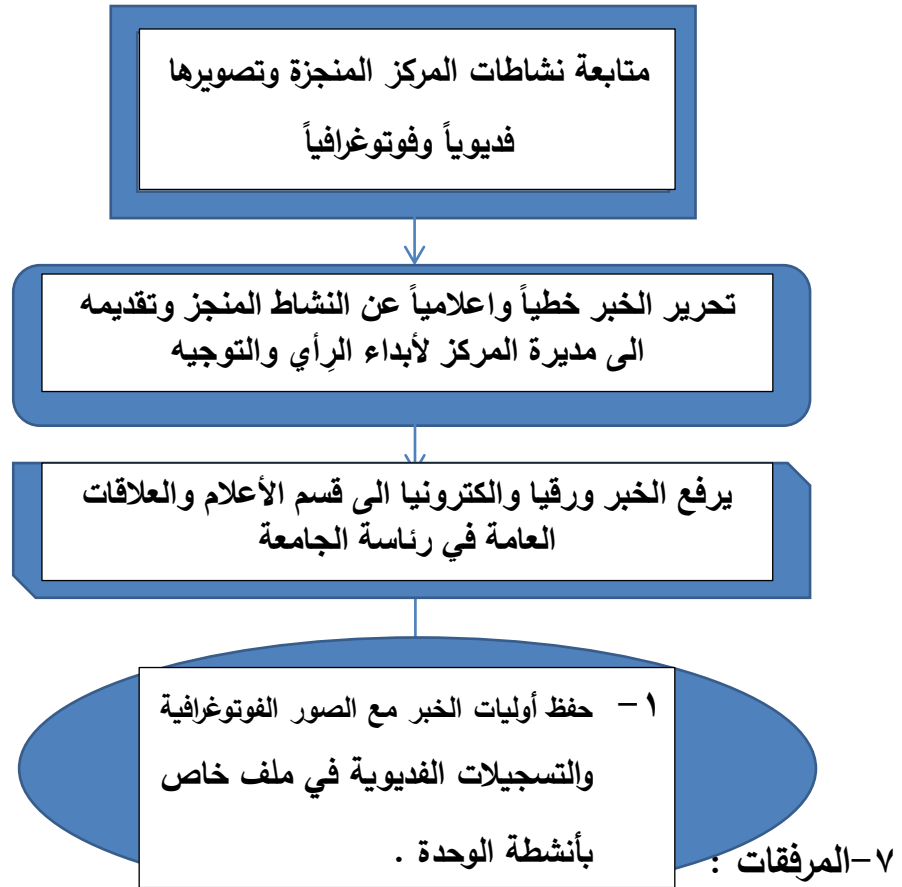 متابعة نشاطات المركز المنجزة وتصويرها
فديوياً وفوتوغرافياً
تحرير الخبر خطياً واعلامياً عن النشاط المنجز وتقديمه
الى مديرة المركز لأبداء الرِأي والتوجيه
يرفع الخبر ورقيا والكترونيا الى قسم الأعلام والعلاقات
العامة في رئاسة الجامعة
١- حفظ أوليات الخبر مع الصور الفوتوغرافية
والتسجيلات الفديوية في ملف خاص
بأنشطة الوحدة .
٧-المرفقات :